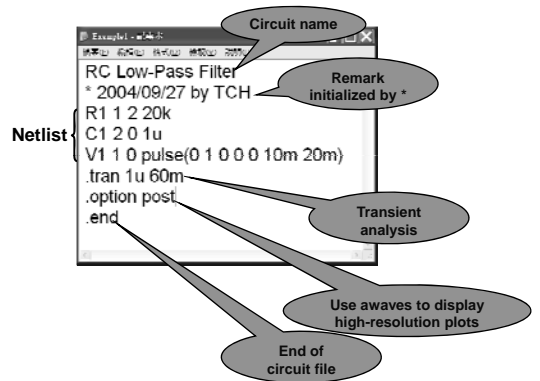 Circuit name
Example1 -
RC Low-Pass Filter
* 2004/09/27 by TCH
Remark
initialized by *
Netlist
R1 1 2 20k
C1 2 0 1u
V1 1 0 pulse(0 1 0 0 0 10m 20m)
.tran 1u 60m
.option post
.end
Transient
analysis
Use awaves to display
high-resolution plots
End of
circuit file